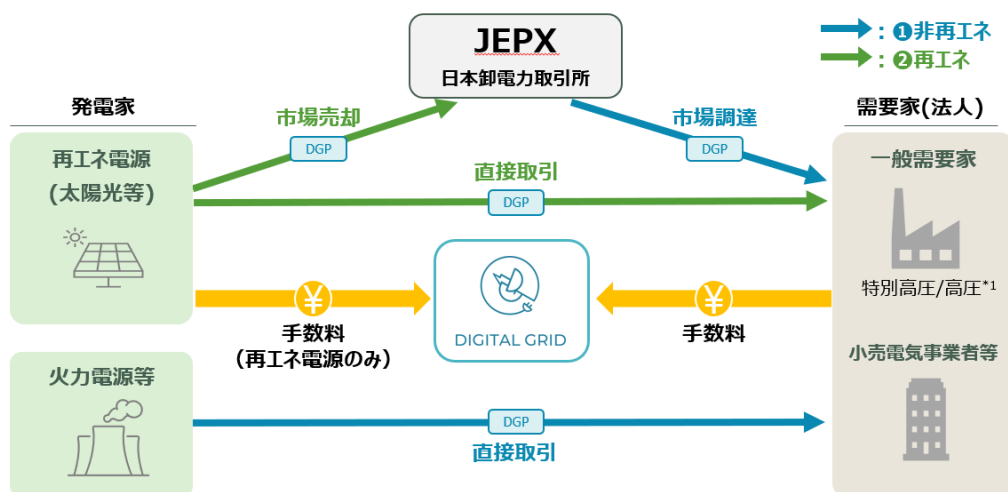 JEPX
日本卸電力取引所
:❶非再エネ
:❷再エネ
発電家
需要家(法人)
市場売却
DGP
市場調達
DGP
再エネ電源
(太陽光等)
直接取引
DGP
一般需要家
特別高圧/高圧*1
¥
手数料
(再エネ電源のみ)
DIGITAL GRID
¥
手数料
火力電源等
小売電気事業者等
DGP
直接取引